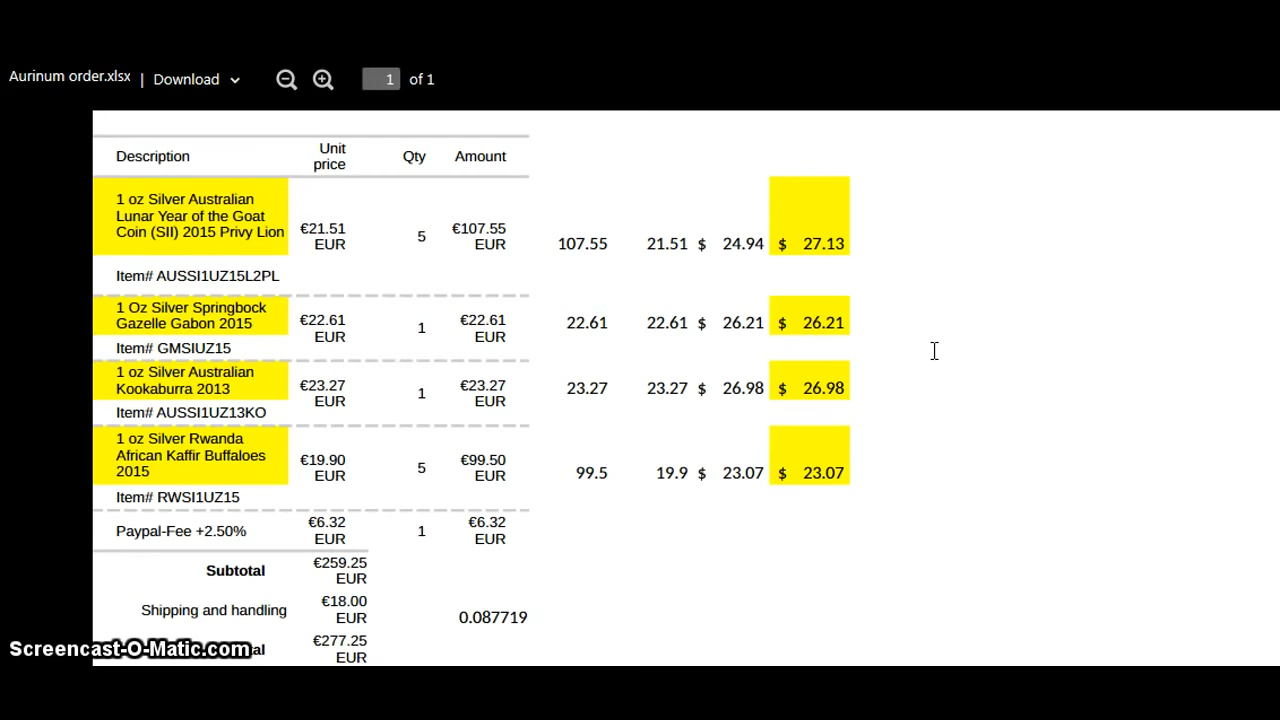 Aurinum order.xlsx | Download 1 of 1
Description Unit price Qty Amount
1 oz Silver Australian
Lunar Year of the Goat
Coin (SII) 2015 Privy Lion
€21.51 EUR 5 €107.55 EUR 107.55 21.51 $ 24.94 $ 27.13
Item# AUSSI1UZ15L2PL
1 Oz Silver Springbock
Gazelle Gabon 2015
€22.61 EUR 1 €22.61 EUR 22.61 22.61 $ 26.21 $ 26.21
Item# GMSIUZ15
1 oz Silver Australian
Kookaburra 2013
€23.27 EUR 1 €23.27 EUR 23.27 23.27 $ 26.98 $ 26.98
Item# AUSSI1UZ13KO
1 oz Silver Rwanda
African Kaffir Buffaloes
2015
€19.90 EUR 5 €99.50 EUR 99.5 19.9 $ 23.07 $ 23.07
Item# RWSI1UZ15
Paypal-Fee +2.50% €6.32 EUR 1 €6.32 EUR
Subtotal €259.25 EUR
Shipping and handling €18.00 EUR 0.087719
€277.25 EUR
Screencast-O-Matic.com